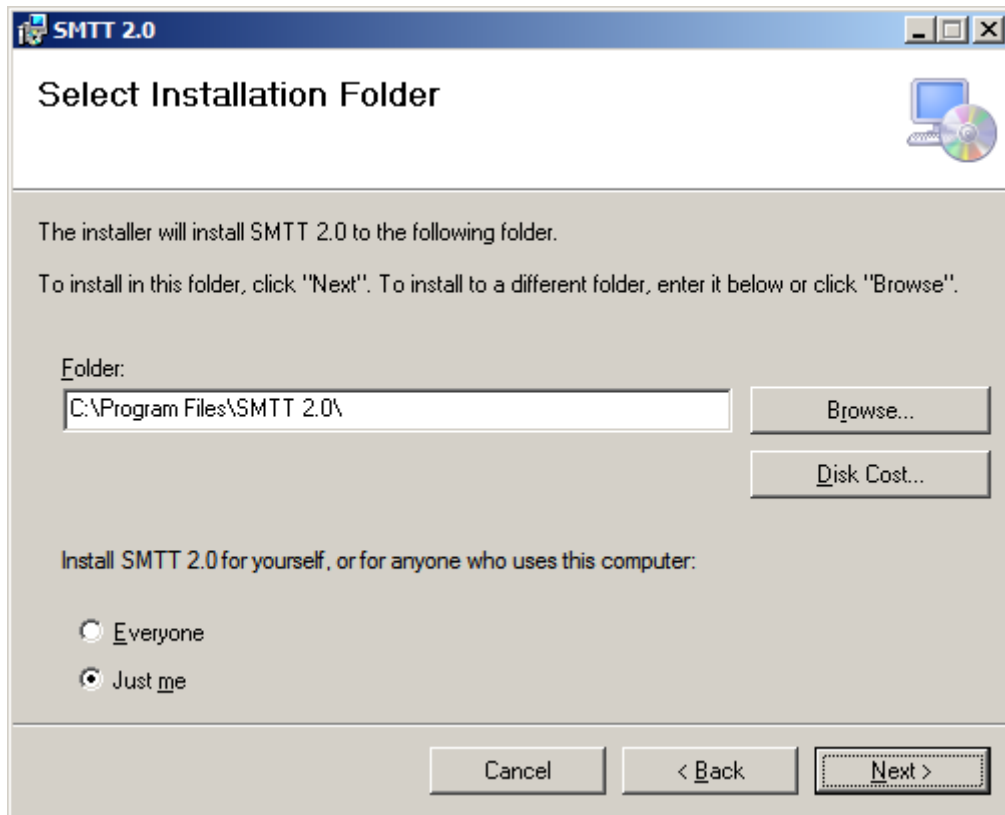 SMTT 2.0
Select Installation Folder
The installer will install SMTT 2.0 to the following folder.
To install in this folder, click "Next". To install to a different folder, enter it below or click "Browse".
Folder:
C:\Program Files\SMTT 2.0\
Browse...
Disk Cost...
Install SMTT 2.0 for yourself, or for anyone who uses this computer:
Everyone
Just me
Cancel
< Back
Next >